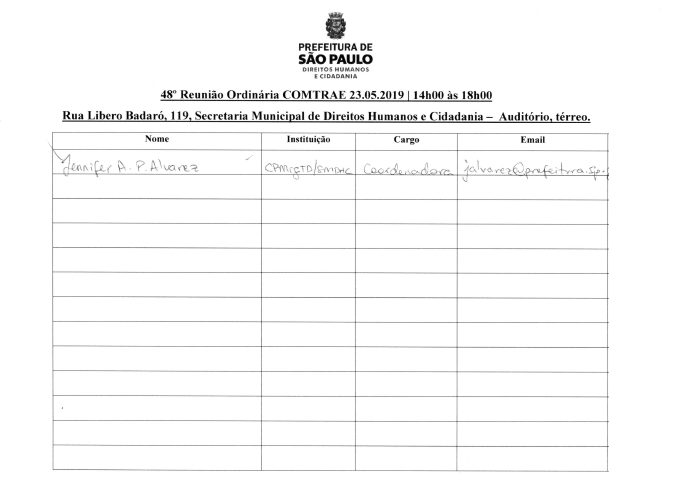 PREFEITURA DE
SÃO PAULO
DIREITOS HUMANOS
E CIDADANIA
48º Reunião Ordinária COMTRAE 23.05.2019 | 14h00 às 18h00
Rua Libero Badaró, 119, Secretaria Municipal de Direitos Humanos e Cidadania – Auditório, térreo.
Nome Instituição Cargo Email
Jennifer A. P. Alvarez CPMigTD/SMDHC Coordenadora jalvarez@prefeitura.sp.